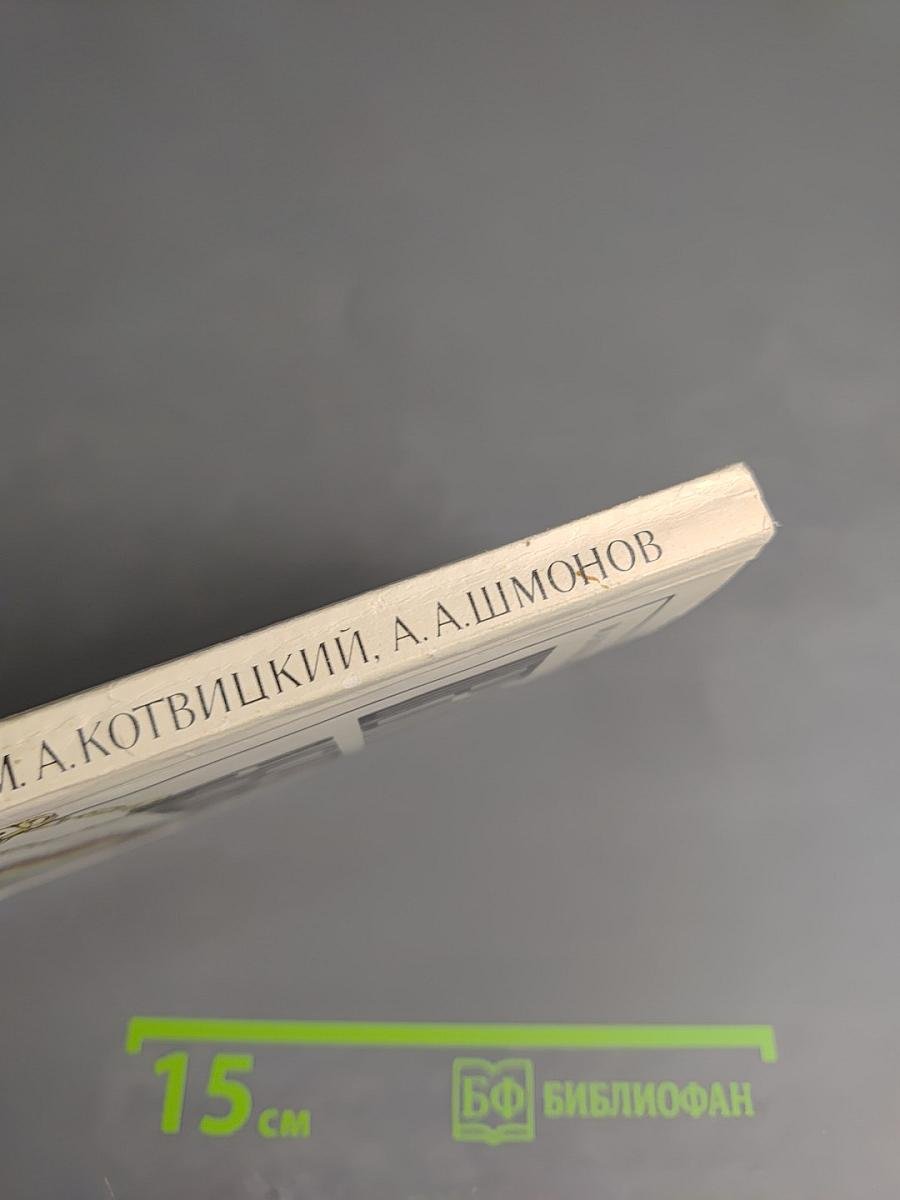 М. А. КОТВИЦКИЙ, А. А. ШМОНОВ
15 см
БФ БИБЛИОФАН